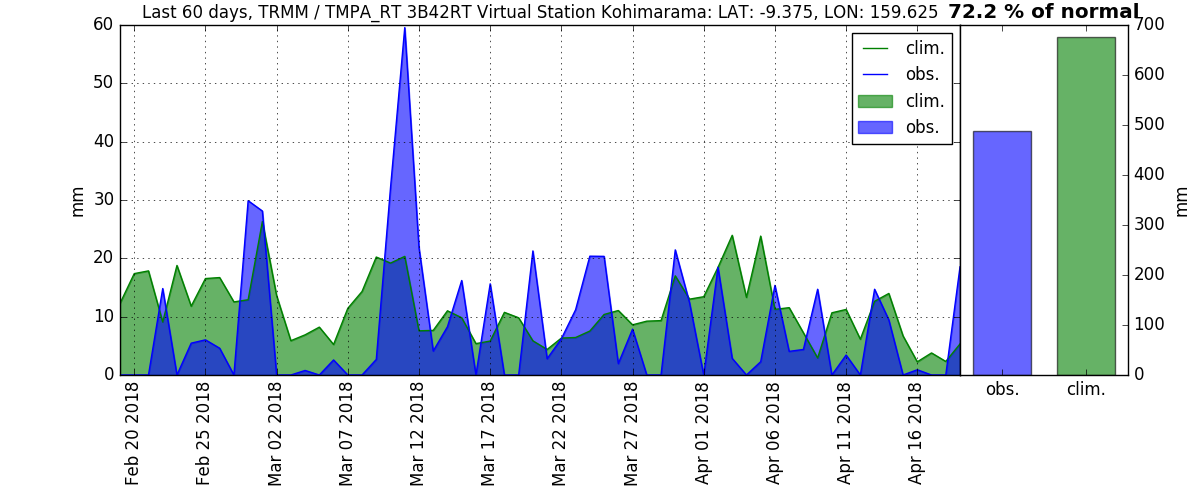 Last 60 days, TRMM / TMPA_RT 3B42RT Virtual Station Kohimarama: LAT: -9.375, LON: 159.625
72.2 % of normal
60
50
40
30
20
10
0
mm
clim.
obs.
clim.
obs.
Feb 20 2018
Feb 25 2018
Mar 02 2018
Mar 07 2018
Mar 12 2018
Mar 17 2018
Mar 22 2018
Mar 27 2018
Apr 01 2018
Apr 06 2018
Apr 11 2018
Apr 16 2018
700
600
500
400
300
200
100
0
mm
obs.
clim.